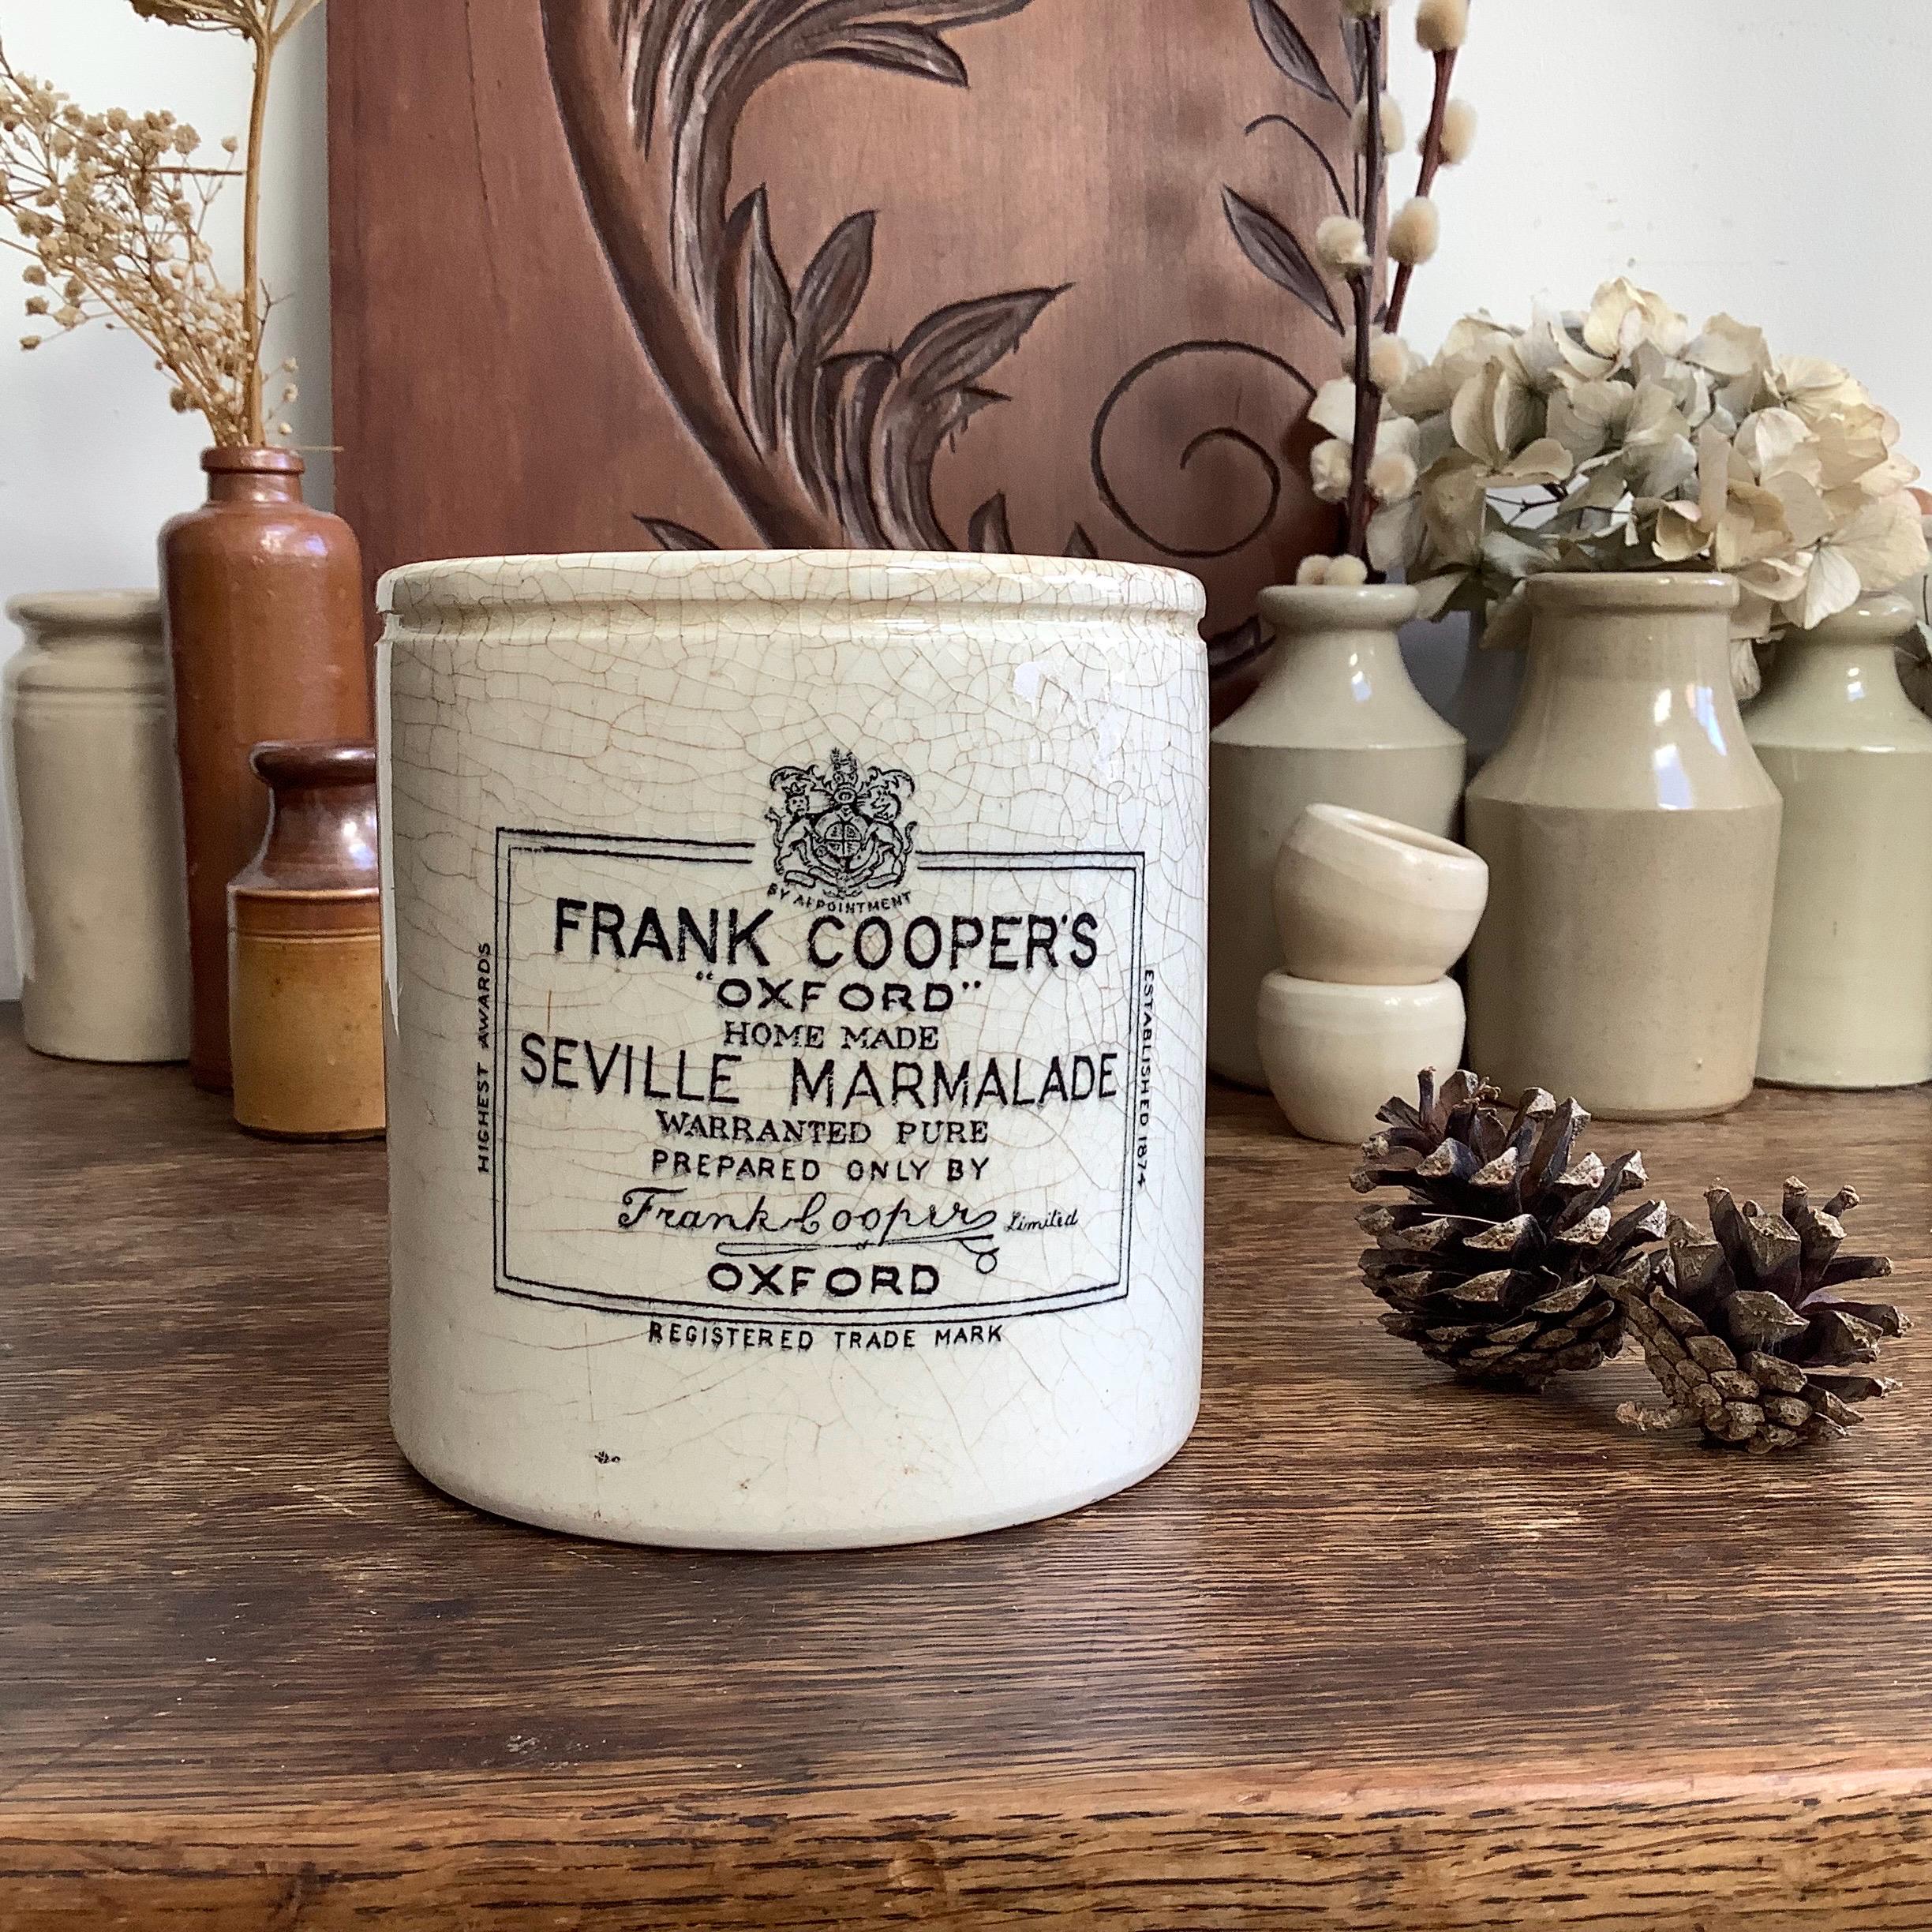 BY APPOINTMENT
FRANK COOPER'S
"OXFORD"
HOME MADE
SEVILLE MARMALADE
WARRANTED PURE
PREPARED ONLY BY
Frank Cooper Limited
OXFORD
REGISTERED TRADE MARK
HIGHEST AWARDS
ESTABLISHED 1874